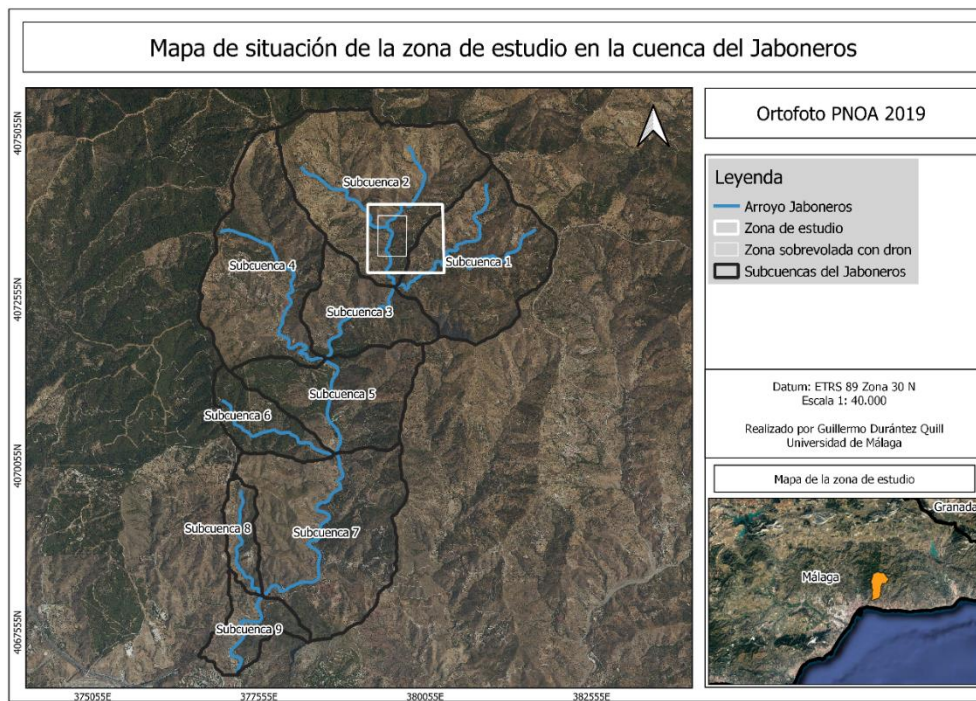 Mapa de situación de la zona de estudio en la cuenca del Jaboneros
Ortofoto PNOA 2019
Leyenda
Arroyo Jaboneros
Zona de estudio
Zona sobrevolada con dron
Subcuencas del Jaboneros
Subcuenca 2
Subcuenca 4
Subcuenca 1
Subcuenca 3
Subcuenca 5
Subcuenca 6
Subcuenca 8
Subcuenca 7
Subcuenca 9
4075055N
4072555N
4070055N
4067555N
375055E
377555E
380055E
382555E
Datum: ETRS 89 Zona 30 N
Escala 1: 40.000
Realizado por Guillermo Durántez Quill
Universidad de Málaga
Mapa de la zona de estudio
Granada
Málaga